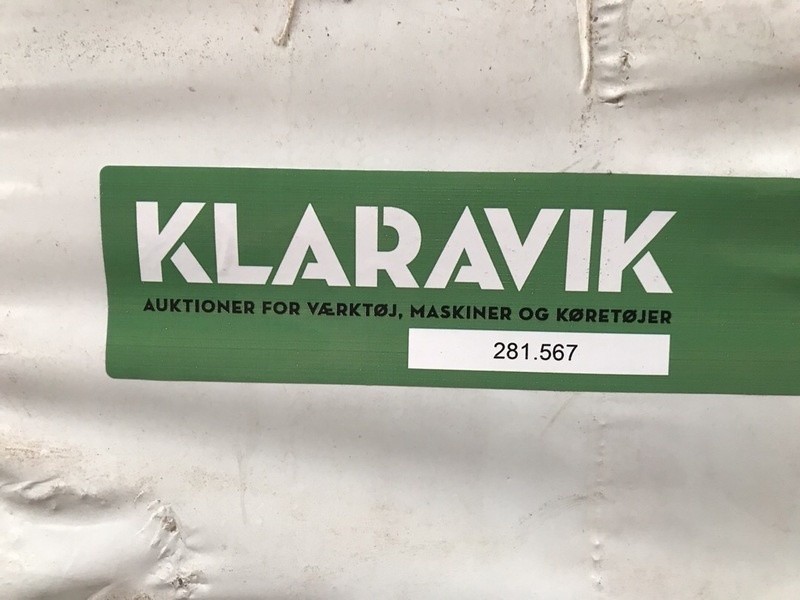 KLARAVIK
AUKTIONER FOR VÆRKTØJ, MASKINER OG KØRETØJER
281.567